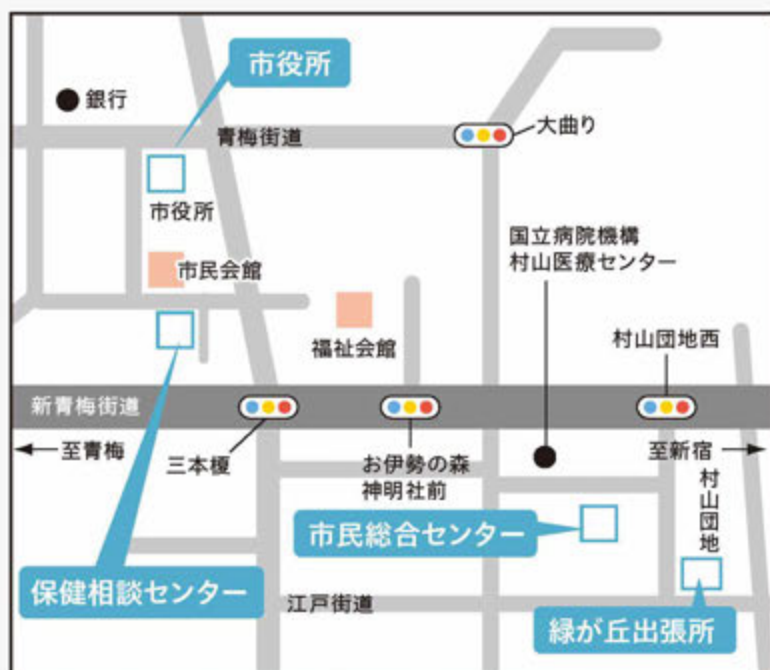 市役所
銀行
青梅街道
大曲り
市役所
国立病院機構
村山医療センター
市民会館
福祉会館
村山団地西
新青梅街道
至青梅
三本榎
お伊勢の森
神明社前
至新宿
村山団地
市民総合センター
保健相談センター
江戸街道
緑が丘出張所